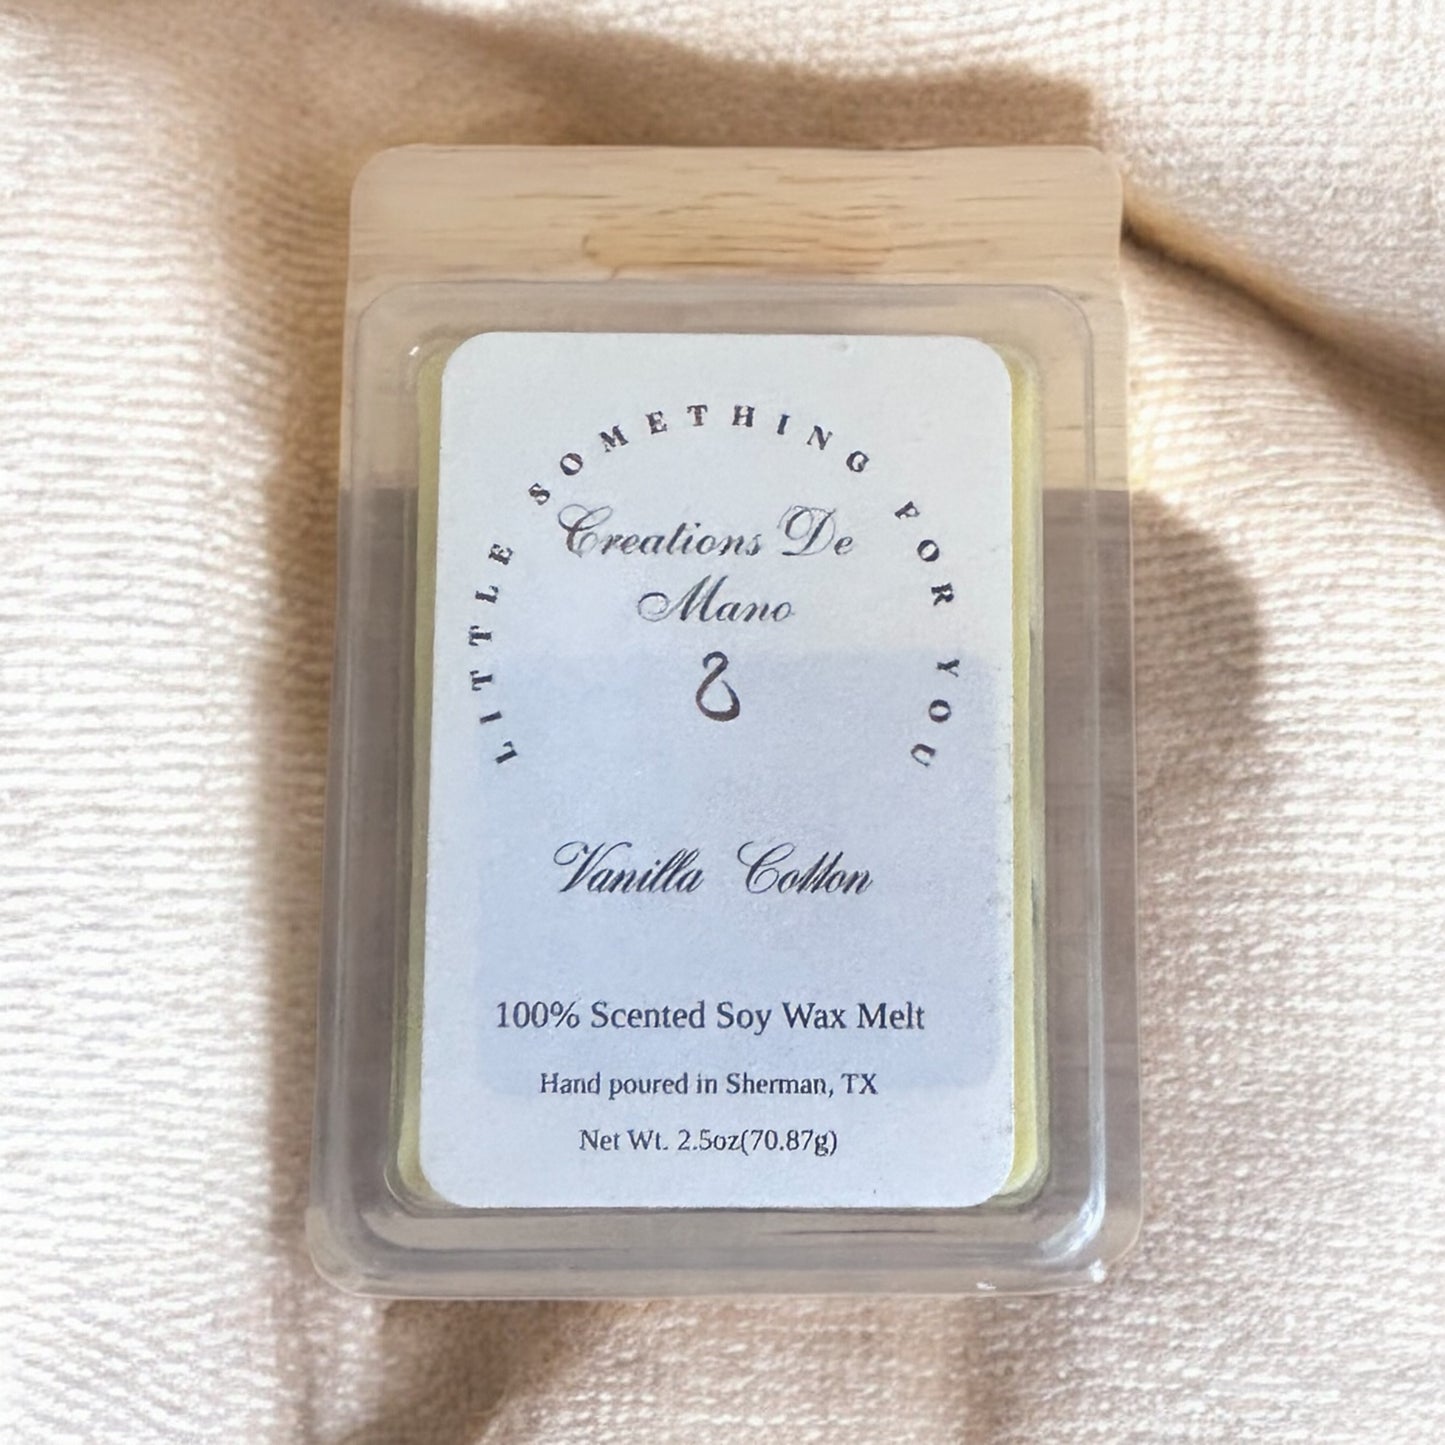 LITTLE SOMETHING FOR YOU
Creations De
Mano
Vanilla Cotton
100% Scented Soy Wax Melt
Hand poured in Sherman, TX
Net Wt. 2.5oz(70.87g)